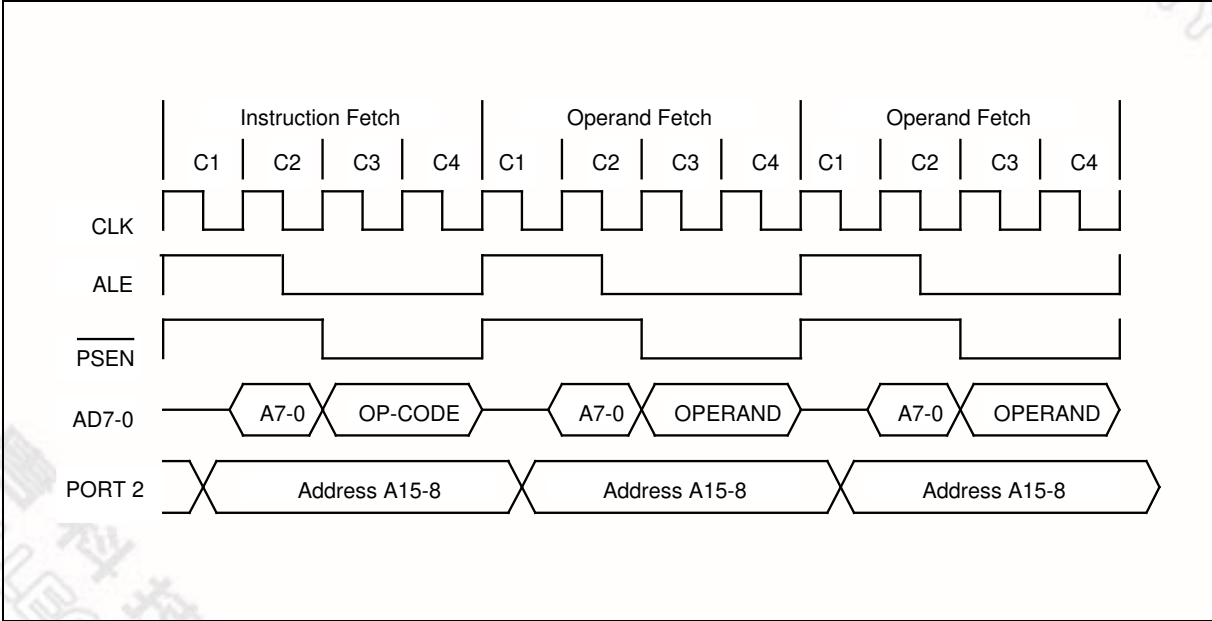 Instruction Fetch Operand Fetch Operand Fetch
C1 C2 C3 C4 C1 C2 C3 C4 C1 C2 C3 C4
CLK
ALE
PSEN
AD7-0 A7-0 OP-CODE A7-0 OPERAND A7-0 OPERAND
PORT 2 Address A15-8 Address A15-8 Address A15-8